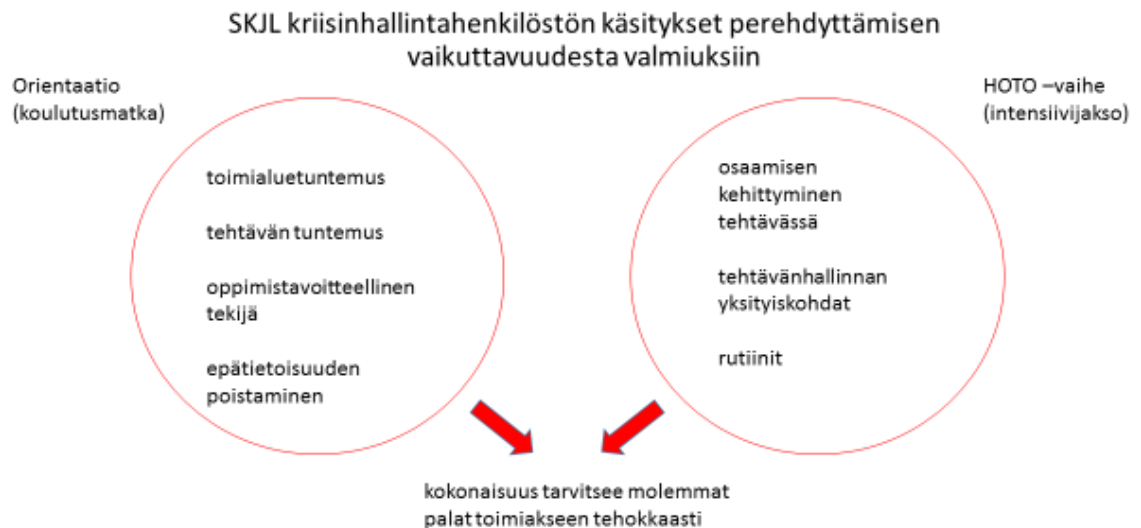 SKJL kriisinhallintahenkilöstön käsitykset perehdyttämisen
vaikuttavuudesta valmiuksiin
Orientaatio
(koulutusmatka)
HOTO –vaihe
(intensiivijakso)
toimialuetuntemus
tehtävän tuntemus
oppimistavoitteellinen
tekijä
epätietoisuuden
poistaminen
osaamisen
kehittyminen
tehtävässä
tehtävänhallinnan
yksityiskohdat
rutiinit
kokonaisuus tarvitsee molemmat
palat toimiakseen tehokkaasti